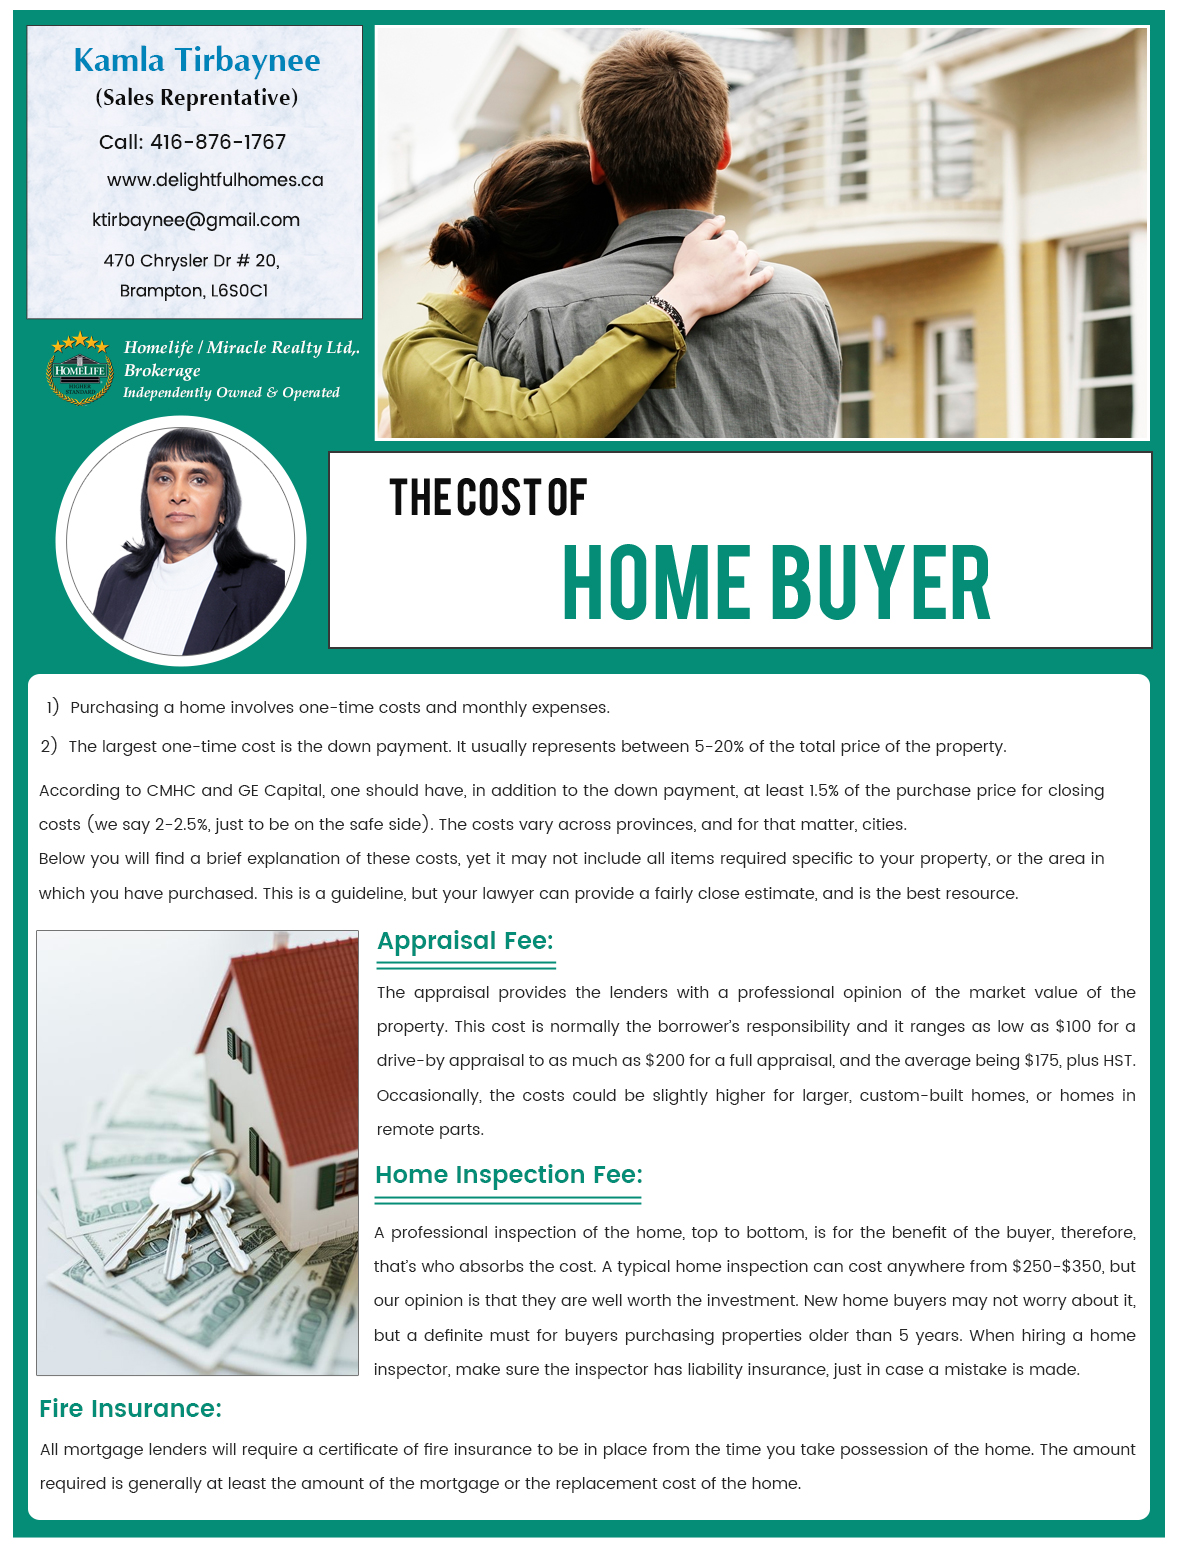 Kamla Tirbaynee
(Sales Reprentative)
Call: 416-876-1767
www.delightfulhomes.ca
ktirbaynee@gmail.com
470 Chrysler Dr # 20,
Brampton, L6S0C1
HOMELIFE
HIGHER
STANDARD
Homelife / Miracle Realty Ltd,.
Brokerage
Independently Owned & Operated
THE COST OF
HOME BUYER
1) Purchasing a home involves one-time costs and monthly expenses.
2) The largest one-time cost is the down payment. It usually represents between 5-20% of the total price of the property.
According to CMHC and GE Capital, one should have, in addition to the down payment, at least 1.5% of the purchase price for closing
costs (we say 2-2.5%, just to be on the safe side). The costs vary across provinces, and for that matter, cities.
Below you will find a brief explanation of these costs, yet it may not include all items required specific to your property, or the area in
which you have purchased. This is a guideline, but your lawyer can provide a fairly close estimate, and is the best resource.
Appraisal Fee:
The appraisal provides the lenders with a professional opinion of the market value of the
property. This cost is normally the borrower's responsibility and it ranges as low as $100 for a
drive-by appraisal to as much as $200 for a full appraisal, and the average being $175, plus HST.
Occasionally, the costs could be slightly higher for larger, custom-built homes, or homes in
remote parts.
Home Inspection Fee:
A professional inspection of the home, top to bottom, is for the benefit of the buyer, therefore,
that's who absorbs the cost. A typical home inspection can cost anywhere from $250-$350, but
our opinion is that they are well worth the investment. New home buyers may not worry about it,
but a definite must for buyers purchasing properties older than 5 years. When hiring a home
inspector, make sure the inspector has liability insurance, just in case a mistake is made.
Fire Insurance:
All mortgage lenders will require a certificate of fire insurance to be in place from the time you take possession of the home. The amount
required is generally at least the amount of the mortgage or the replacement cost of the home.